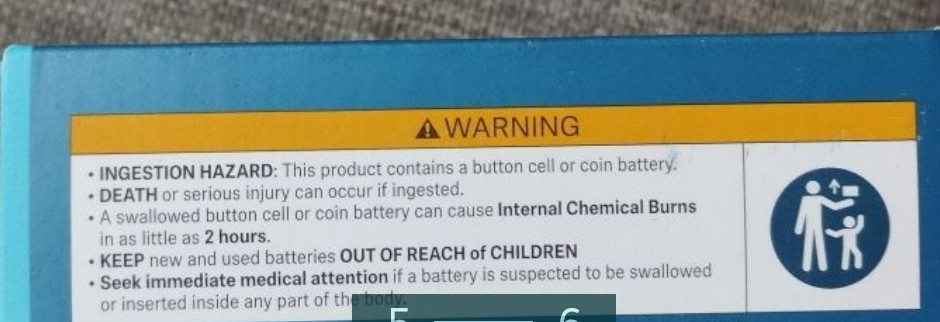 WARNING
• INGESTION HAZARD: This product contains a button cell or coin battery.
• DEATH or serious injury can occur if ingested.
• A swallowed button cell or coin battery can cause Internal Chemical Burns
in as little as 2 hours.
• KEEP new and used batteries OUT OF REACH of CHILDREN
• Seek immediate medical attention if a battery is suspected to be swallowed
or inserted inside any part of the body.
5 — 6